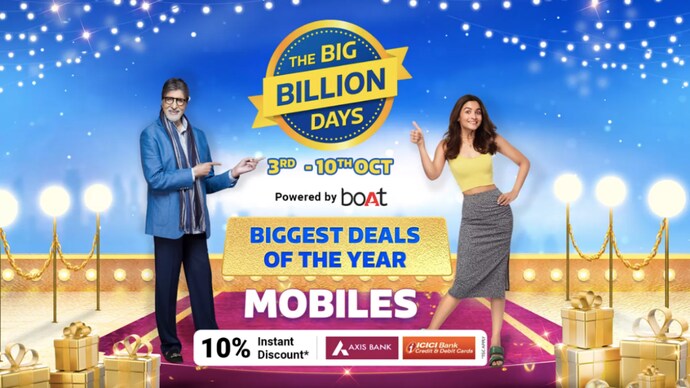 THE BIG
BILLION
DAYS
3RD - 10TH OCT
Powered by boAt
BIGGEST DEALS
OF THE YEAR
MOBILES
10% Instant
Discount*
AXIS BANK
ICICI Bank
Credit & Debit Cards
*T&C APPLY